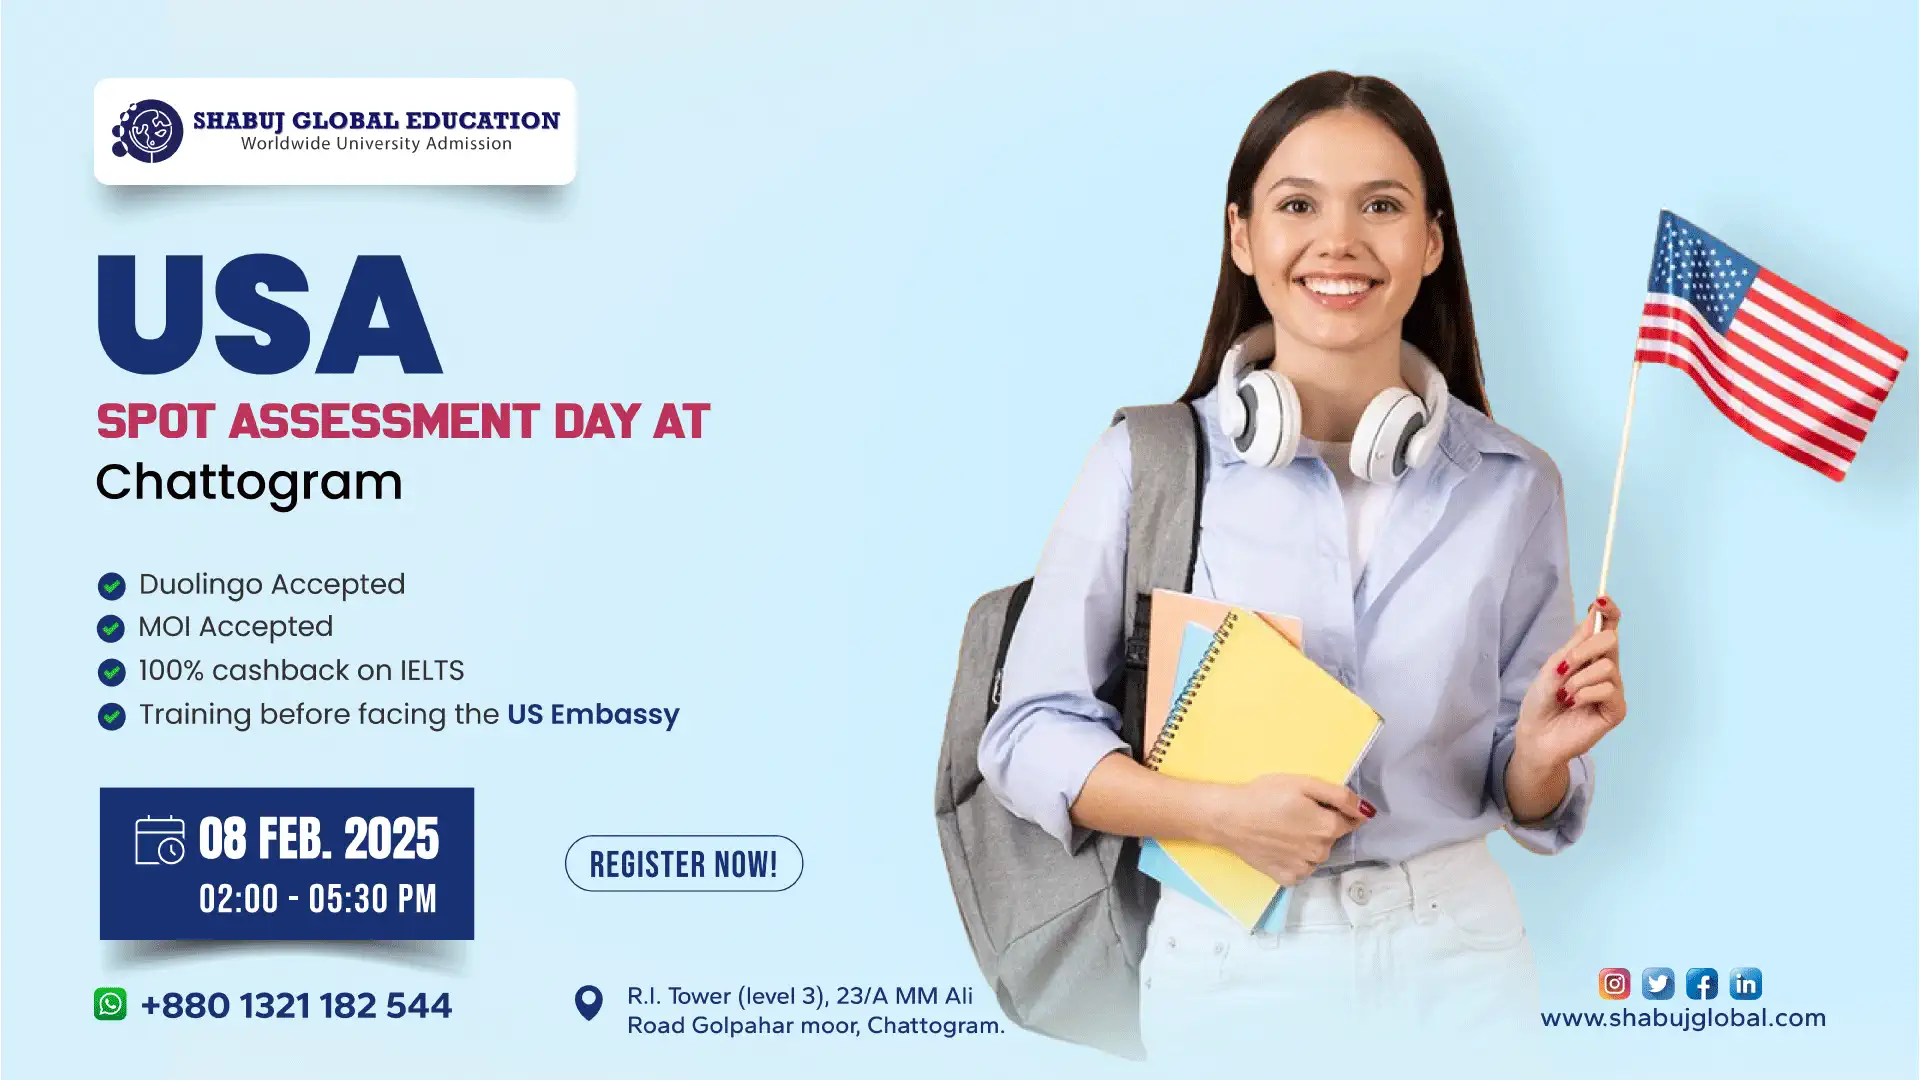 SHABUJ GLOBAL EDUCATION
Worldwide University Admission
USA
SPOT ASSESSMENT DAY AT
Chattogram
Duolingo Accepted
MOI Accepted
100% cashback on IELTS
Training before facing the US Embassy
08 FEB. 2025
02:00 - 05:30 PM
REGISTER NOW!
+880 1321 182 544
R.I. Tower (level 3), 23/A MM Ali
Road Golpahar moor, Chattogram.
www.shabujglobal.com